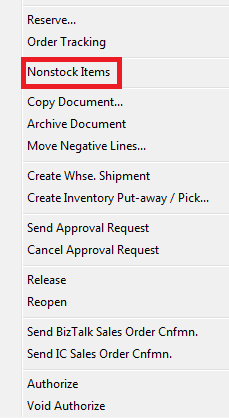 Reserve...
Order Tracking
Nonstock Items
Copy Document...
Archive Document
Move Negative Lines...
Create Whse. Shipment
Create Inventory Put-away / Pick...
Send Approval Request
Cancel Approval Request
Release
Reopen
Send BizTalk Sales Order Cnfmn.
Send IC Sales Order Cnfmn.
Authorize
Void Authorize